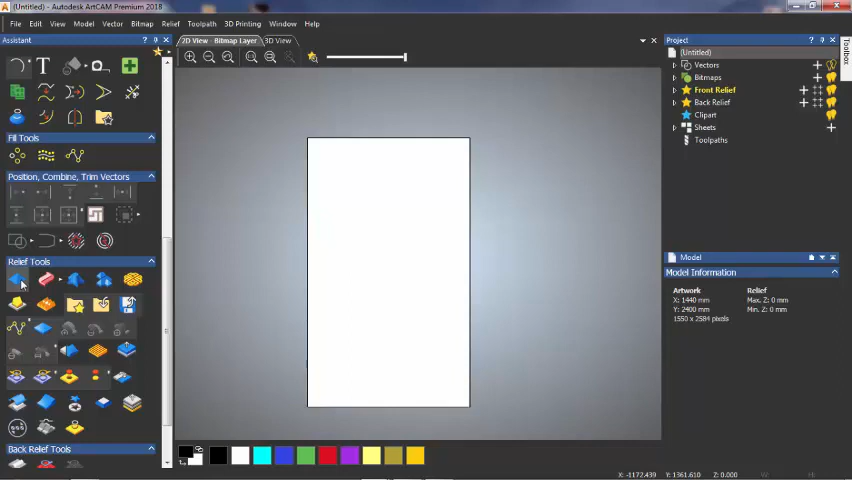 (Untitled) - Autodesk ArtCAM Premium 2018
File Edit View Model Vector Bitmap Relief Toolpath 3D Printing Window Help
Assistant
2D View - Bitmap Layer 3D View
Project
Toolbox
(Untitled)
Vectors
Bitmaps
Front Relief
Back Relief
Clipart
Sheets
Toolpaths
Fill Tools
Position, Combine, Trim Vectors
Relief Tools
Model
Model Information
Artwork Relief
X: 1440 mm Max. Z: 0 mm
Y: 2400 mm Min. Z: 0 mm
1550 x 2584 pixels
Back Relief Tools
X: -1172.439 Y: 1361.610 Z: 0.000 W: H: